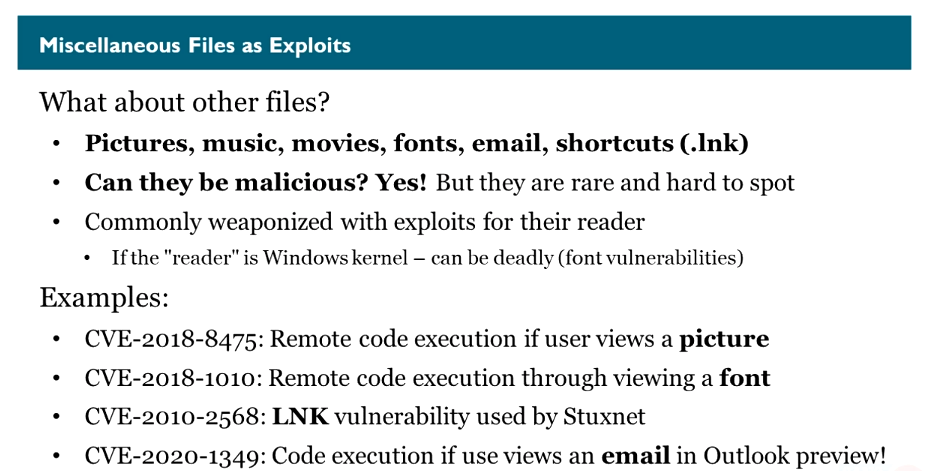 Miscellaneous Files as Exploits
What about other files?
• Pictures, music, movies, fonts, email, shortcuts (.lnk)
• Can they be malicious? Yes! But they are rare and hard to spot
• Commonly weaponized with exploits for their reader
• If the "reader" is Windows kernel – can be deadly (font vulnerabilities)
Examples:
• CVE-2018-8475: Remote code execution if user views a picture
• CVE-2018-1010: Remote code execution through viewing a font
• CVE-2010-2568: LNK vulnerability used by Stuxnet
• CVE-2020-1349: Code execution if use views an email in Outlook preview!